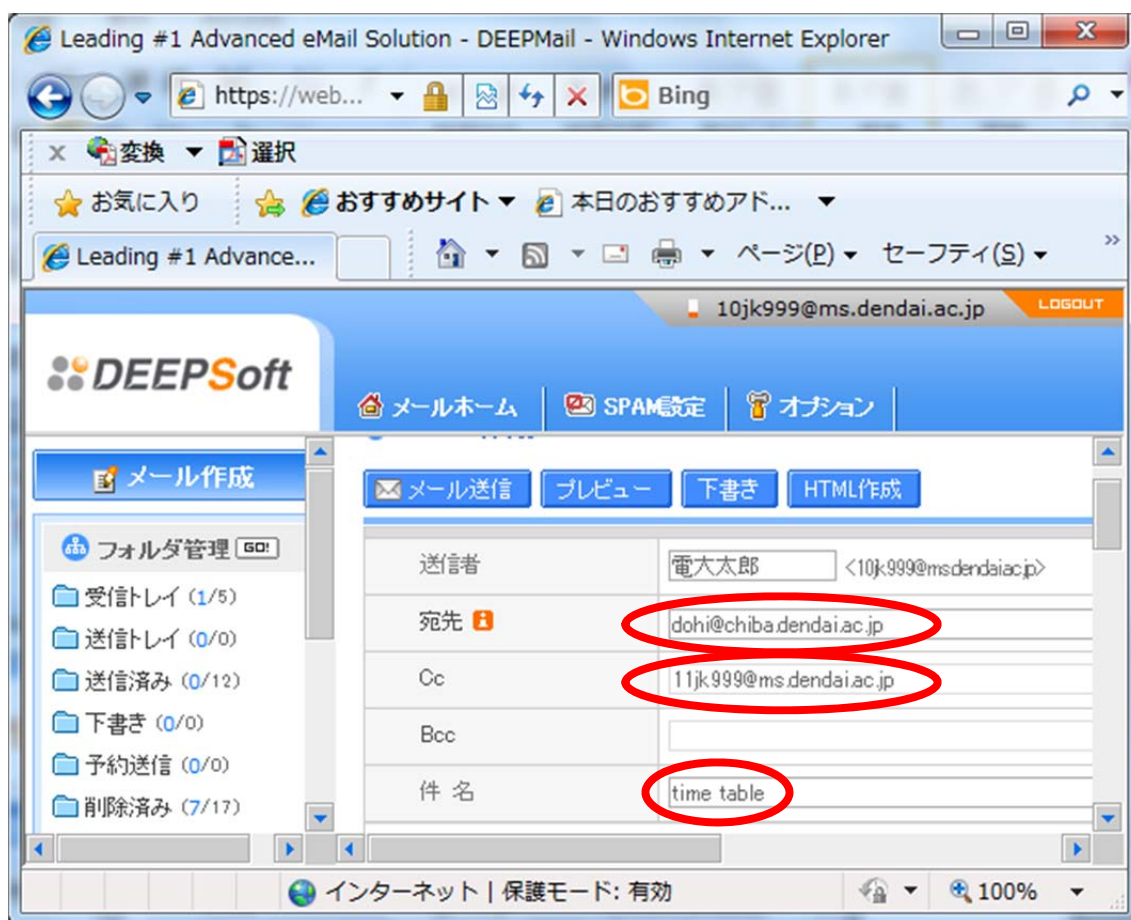 Leading #1 Advanced eMail Solution - DEEPMail - Windows Internet Explorer
https://web... Bing
x 変換 選択
お気に入り おすすめサイト 本日のおすすめアド...
Leading #1 Advance... ページ(P) セーフティ(S) »
10jk999@ms.dendai.ac.jp LOGOUT
DEEPSoft
メールホーム SPAM設定 オプション
メール作成
メール送信 プレビュー 下書き HTML作成
フォルダ管理 GO!
送信者 電大太郎 <10jk999@msdendaiac.jp>
受信トレイ (1/5)
宛先 dohi@chiba.dendai.ac.jp
送信トレイ (0/0)
送信済み (0/12)
Cc 11jk999@ms.dendai.ac.jp
下書き (0/0)
Bcc
予約送信 (0/0)
件 名 time table
削除済み (7/17)
インターネット | 保護モード: 有効 100%